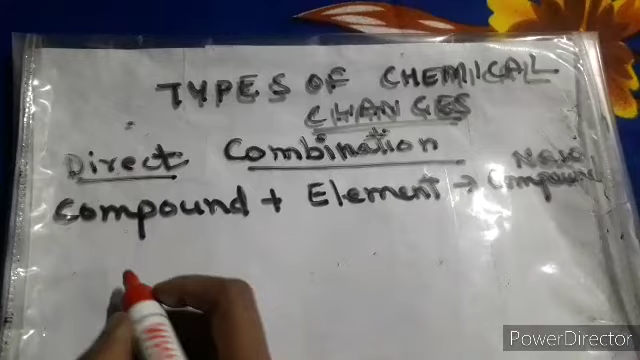 TYPES OF CHEMICAL
CHANGES
Direct Combination
Compound + Element → New Compound
PowerDirector